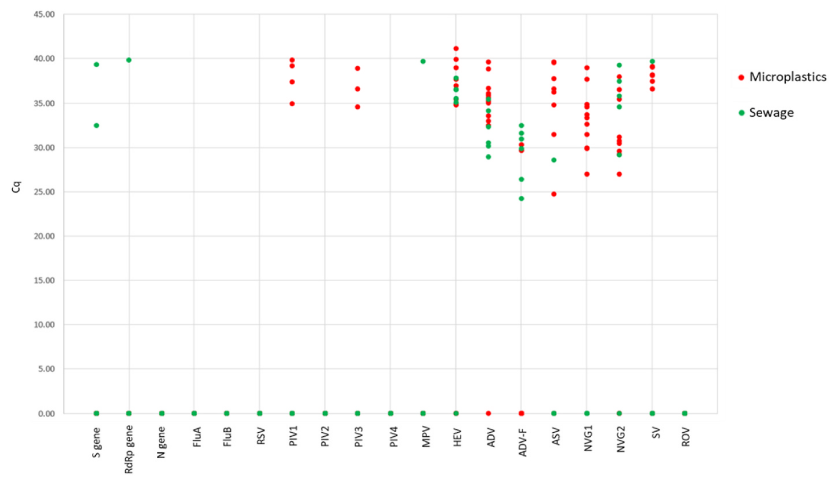 45.00
40.00
35.00
30.00
25.00
20.00
15.00
10.00
5.00
0.00
Cq
S gene
RdRp gene
N gene
FluA
FluB
RSV
PIV1
PIV2
PIV3
PIV4
MPV
HEV
ADV
ADV-F
ASV
NVG1
NVG2
SV
ROV
Microplastics
Sewage